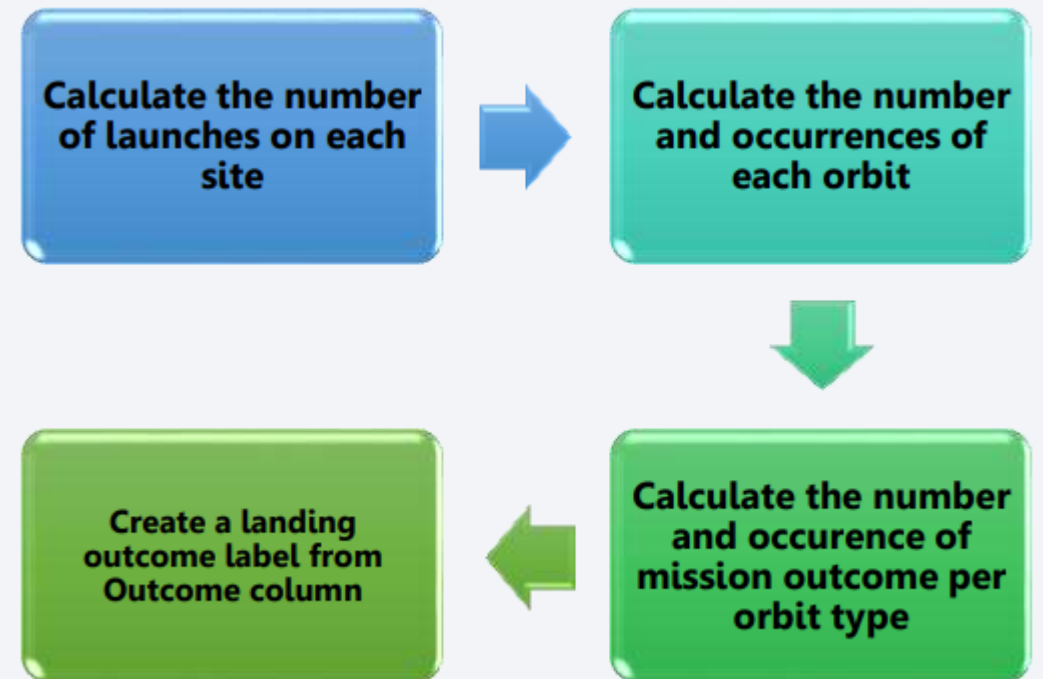 Calculate the number
of launches on each
site
Calculate the number
and occurrences of
each orbit
Calculate the number
and occurence of
mission outcome per
orbit type
Create a landing
outcome label from
Outcome column